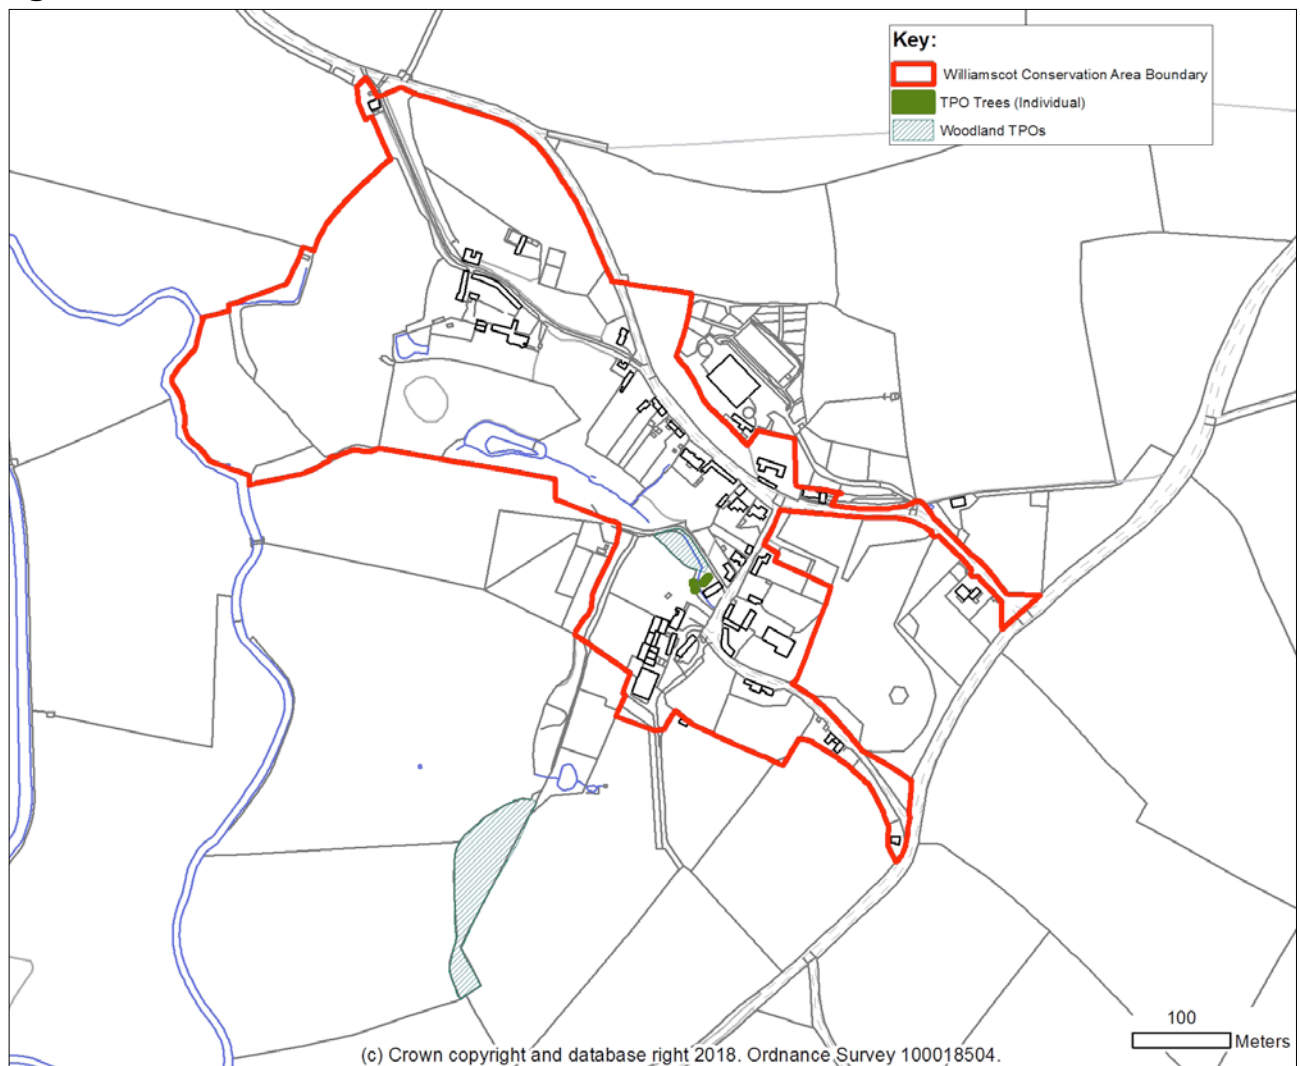 Key:
Williamscot Conservation Area Boundary
TPO Trees (Individual)
Woodland TPOs
100
Meters
(c) Crown copyright and database right 2018. Ordnance Survey 100018504.